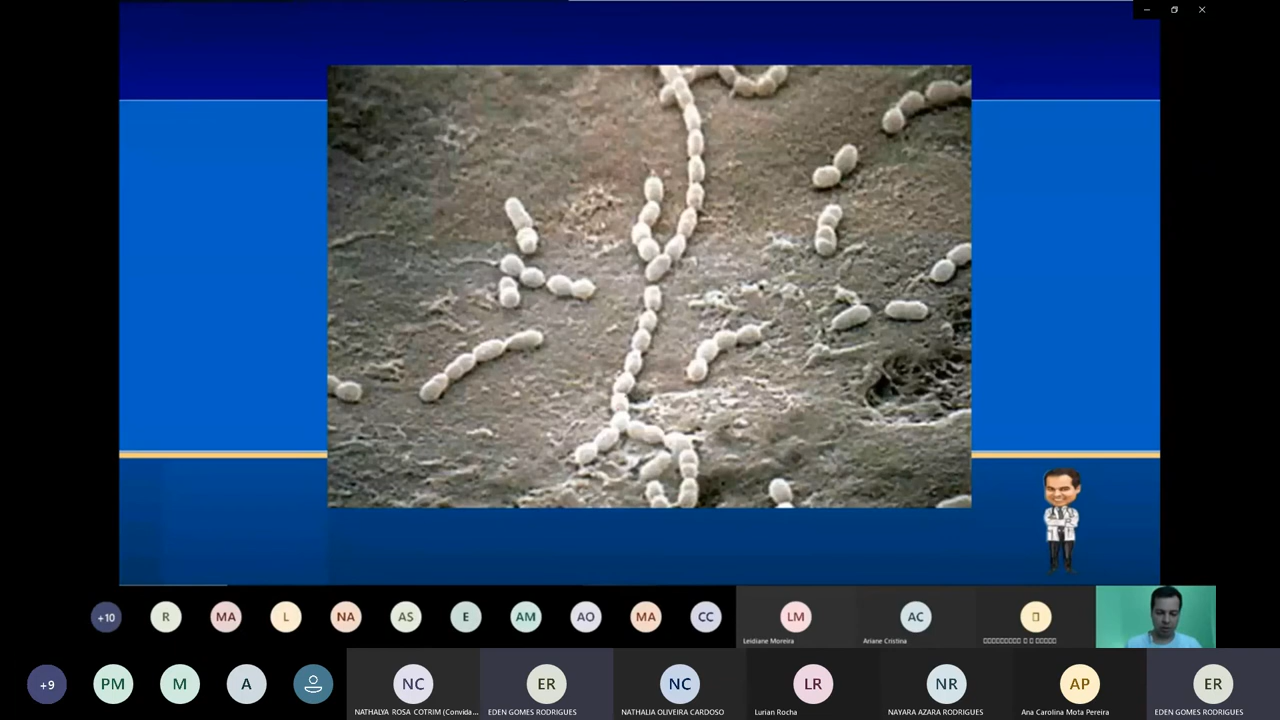 +10
R
MA
L
NA
AS
E
AM
AO
MA
CC
LM
Leidiane Moreira
AC
Ariane Cristina
+9
PM
M
A
NC
NATHALYA ROSA COTRIM (Convida...
ER
EDEN GOMES RODRIGUES
NC
NATHALIA OLIVEIRA CARDOSO
LR
Lurian Rocha
NR
NAYARA AZARA RODRIGUES
AP
Ana Carolina Mota Pereira
ER
EDEN GOMES RODRIGUES